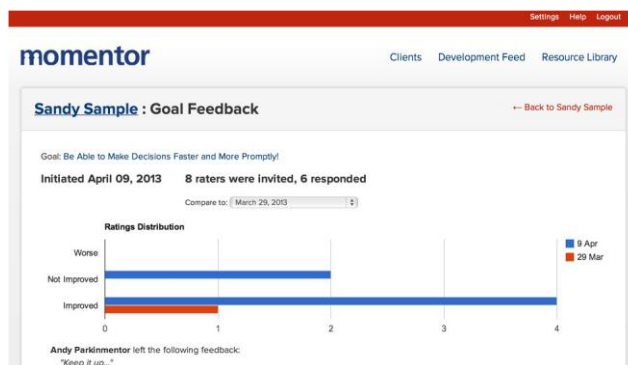 Settings Help Logout
momentor
Clients Development Feed Resource Library
Sandy Sample : Goal Feedback
← Back to Sandy Sample
Goal: Be Able to Make Decisions Faster and More Promptly!
Initiated April 09, 2013 8 raters were invited, 6 responded
Compare to: March 29, 2013
Ratings Distribution
Worse
Not Improved
Improved
0 1 2 3 4
9 Apr
29 Mar
Andy Parkinmentor left the following feedback:
"Keep it up..."